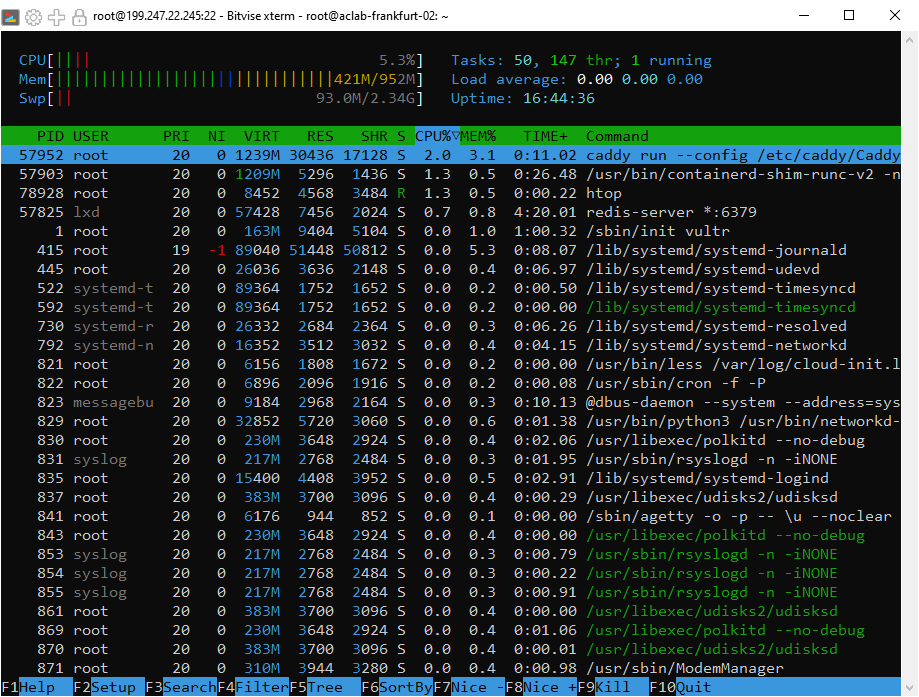 root@199.247.22.245:22 - Bitvise xterm - root@aclab-frankfurt-02: ~
CPU[|||| 5.3%] Tasks: 50, 147 thr; 1 running
Mem[|||||||||||||||||||||||||||||||421M/952M] Load average: 0.00 0.00 0.00
Swp[|| 93.0M/2.34G] Uptime: 16:44:36
PID USER PRI NI VIRT RES SHR S CPU%▽MEM% TIME+ Command
57952 root 20 0 1239M 30436 17128 S 2.0 3.1 0:11.02 caddy run --config /etc/caddy/Caddy
57903 root 20 0 1209M 5296 1436 S 1.3 0.5 0:26.48 /usr/bin/containerd-shim-runc-v2 -n
78928 root 20 0 8452 4568 3484 R 1.3 0.5 0:00.22 htop
57825 lxd 20 0 57428 7456 2024 S 0.7 0.8 4:20.01 redis-server *:6379
1 root 20 0 163M 9404 5104 S 0.0 1.0 1:00.32 /sbin/init vultr
415 root 19 -1 89040 51448 50812 S 0.0 5.3 0:08.07 /lib/systemd/systemd-journald
445 root 20 0 26036 3636 2148 S 0.0 0.4 0:06.97 /lib/systemd/systemd-udevd
522 systemd-t 20 0 89364 1752 1652 S 0.0 0.2 0:00.50 /lib/systemd/systemd-timesyncd
592 systemd-t 20 0 89364 1752 1652 S 0.0 0.2 0:00.00 /lib/systemd/systemd-timesyncd
730 systemd-r 20 0 26332 2684 2364 S 0.0 0.3 0:06.26 /lib/systemd/systemd-resolved
792 systemd-n 20 0 16352 3512 3032 S 0.0 0.4 0:04.15 /lib/systemd/systemd-networkd
821 root 20 0 6156 1808 1672 S 0.0 0.2 0:00.00 /usr/bin/less /var/log/cloud-init.l
822 root 20 0 6896 2096 1916 S 0.0 0.2 0:00.08 /usr/sbin/cron -f -P
823 messagebu 20 0 9184 2968 2164 S 0.0 0.3 0:10.13 @dbus-daemon --system --address=sys
829 root 20 0 32852 5720 3060 S 0.0 0.6 0:01.38 /usr/bin/python3 /usr/bin/networkd-
830 root 20 0 230M 3648 2924 S 0.0 0.4 0:02.06 /usr/libexec/polkitd --no-debug
831 syslog 20 0 217M 2768 2484 S 0.0 0.3 0:01.95 /usr/sbin/rsyslogd -n -iNONE
835 root 20 0 15400 4408 3952 S 0.0 0.5 0:02.91 /lib/systemd/systemd-logind
837 root 20 0 383M 3700 3096 S 0.0 0.4 0:00.29 /usr/libexec/udisks2/udisksd
841 root 20 0 6176 944 852 S 0.0 0.1 0:00.00 /sbin/agetty -o -p -- \u --noclear
843 root 20 0 230M 3648 2924 S 0.0 0.4 0:00.00 /usr/libexec/polkitd --no-debug
853 syslog 20 0 217M 2768 2484 S 0.0 0.3 0:00.79 /usr/sbin/rsyslogd -n -iNONE
854 syslog 20 0 217M 2768 2484 S 0.0 0.3 0:00.22 /usr/sbin/rsyslogd -n -iNONE
855 syslog 20 0 217M 2768 2484 S 0.0 0.3 0:00.91 /usr/sbin/rsyslogd -n -iNONE
861 root 20 0 383M 3700 3096 S 0.0 0.4 0:00.00 /usr/libexec/udisks2/udisksd
869 root 20 0 230M 3648 2924 S 0.0 0.4 0:01.06 /usr/libexec/polkitd --no-debug
870 root 20 0 383M 3700 3096 S 0.0 0.4 0:00.01 /usr/libexec/udisks2/udisksd
871 root 20 0 310M 3944 3280 S 0.0 0.4 0:00.98 /usr/sbin/ModemManager
F1Help F2Setup F3SearchF4FilterF5Tree F6SortByF7Nice -F8Nice +F9Kill F10Quit